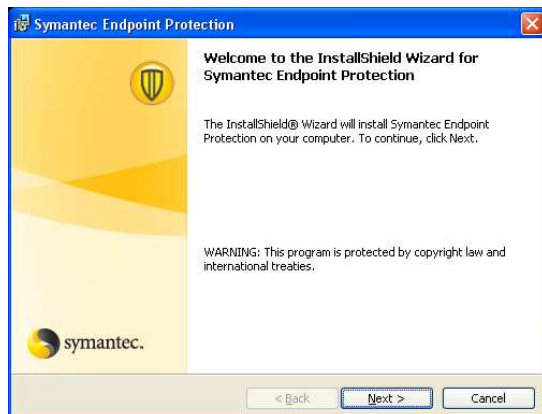 Symantec Endpoint Protection
Welcome to the InstallShield Wizard for
Symantec Endpoint Protection
The InstallShield® Wizard will install Symantec Endpoint
Protection on your computer. To continue, click Next.
WARNING: This program is protected by copyright law and
international treaties.
symantec.
< Back
Next >
Cancel